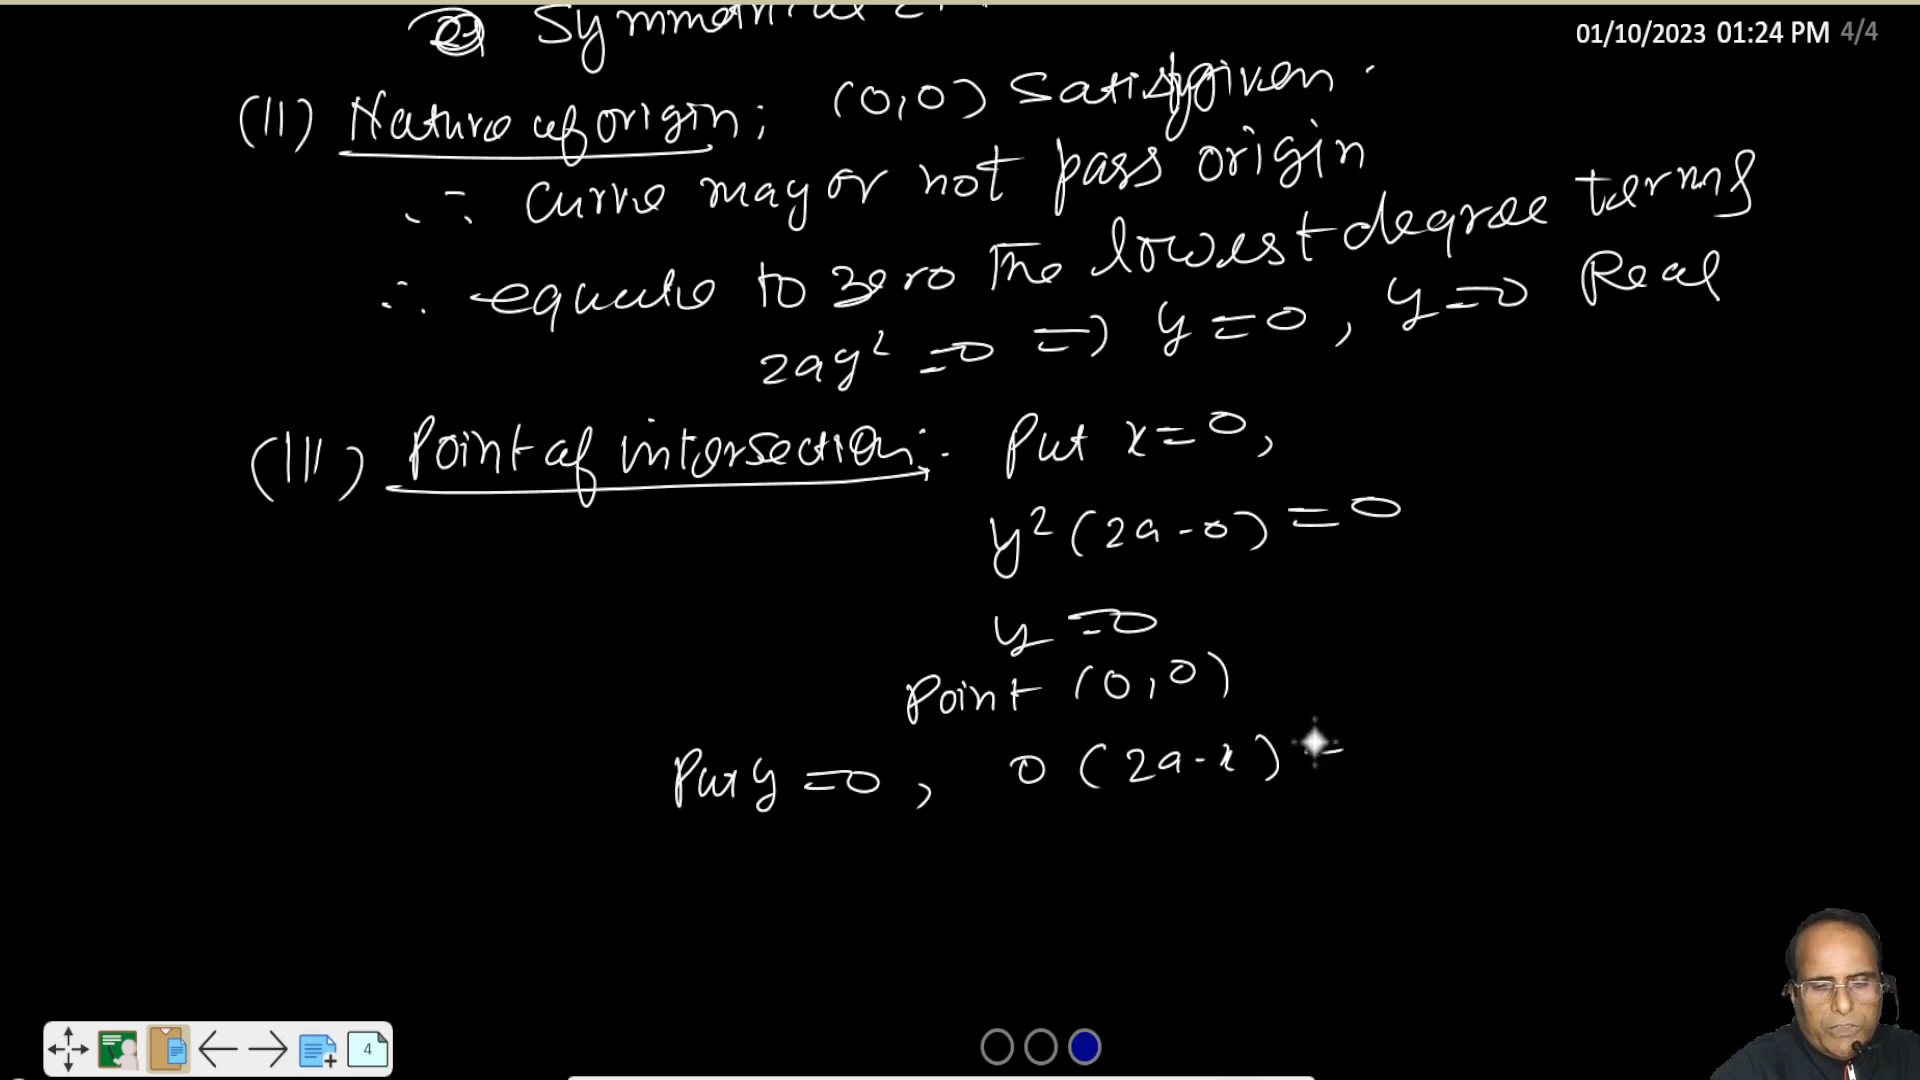 01/10/2023 01:24 PM 4/4
(II) Nature of origin; (0,0) Satisfy given.
∴ curve may or not pass origin
∴ equate to zero The lowest degree terms
2ay² = 0 => y = 0, y = 0 Real
(III) Point of intersection: Put x = 0,
y² (2a - 0) = 0
y = 0
Point (0,0)
Put y = 0, 0 (2a - x) =
4